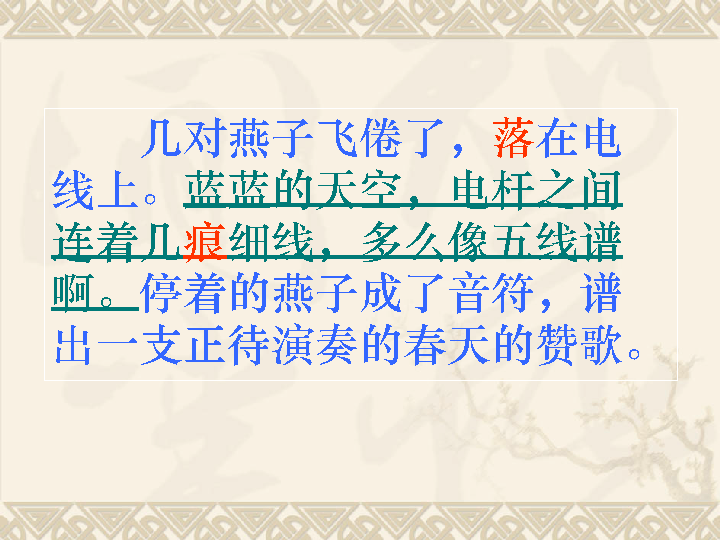 几对燕子飞倦了，落在电
线上。蓝蓝的天空，电杆之间
连着几痕细线，多么像五线谱
啊。停着的燕子成了音符，谱
出一支正待演奏的春天的赞歌。